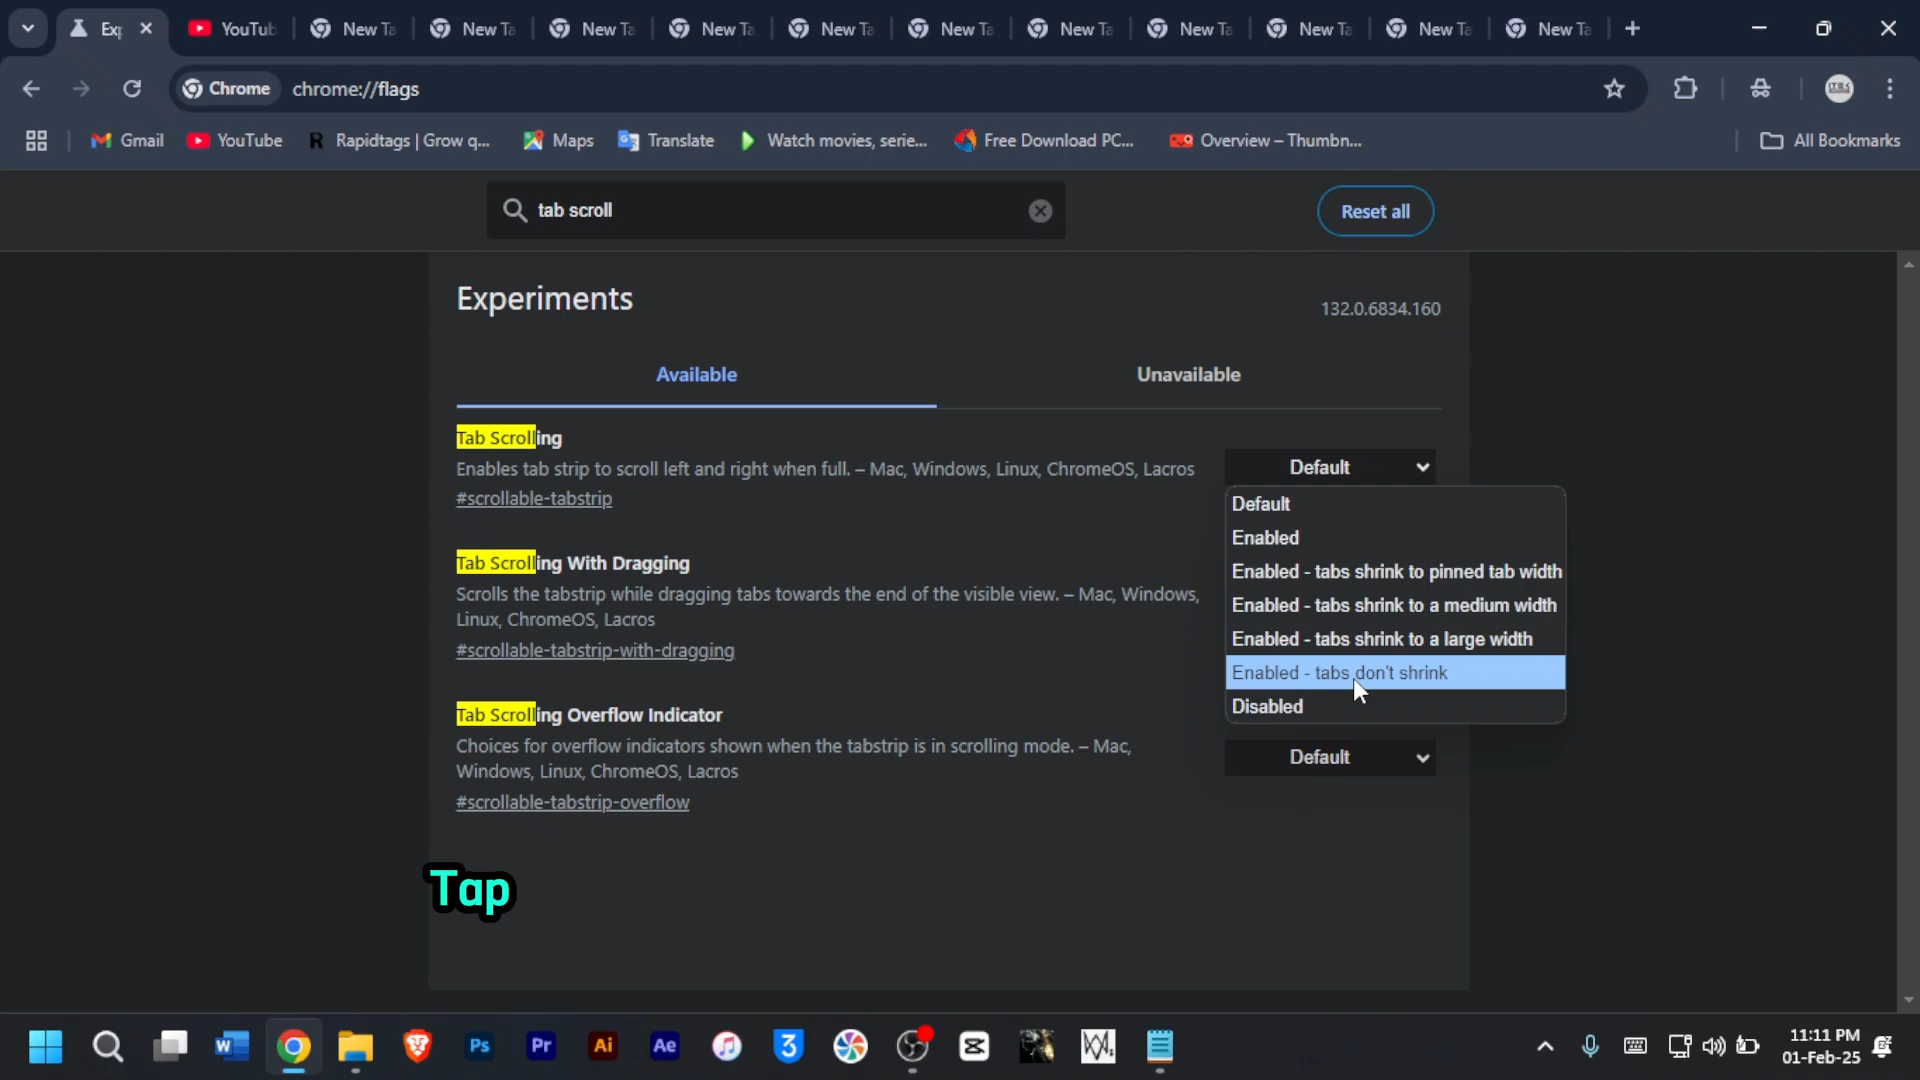 Exp
YouTub
New Ta
New Ta
New Ta
New Ta
New Ta
New Ta
New Ta
New Ta
New Ta
New Ta
New Ta
Chrome
chrome://flags
Gmail
YouTube
Rapidtags | Grow q...
Maps
Translate
Watch movies, serie...
Free Download PC...
Overview – Thumbn...
All Bookmarks
tab scroll
Reset all
Experiments
132.0.6834.160
Available
Unavailable
Tab Scrolling
Enables tab strip to scroll left and right when full. – Mac, Windows, Linux, ChromeOS, Lacros
#scrollable-tabstrip
Default
Default
Enabled
Enabled - tabs shrink to pinned tab width
Enabled - tabs shrink to a medium width
Enabled - tabs shrink to a large width
Enabled - tabs don't shrink
Disabled
Tab Scrolling With Dragging
Scrolls the tabstrip while dragging tabs towards the end of the visible view. – Mac, Windows,
Linux, ChromeOS, Lacros
#scrollable-tabstrip-with-dragging
Tab Scrolling Overflow Indicator
Choices for overflow indicators shown when the tabstrip is in scrolling mode. – Mac,
Windows, Linux, ChromeOS, Lacros
#scrollable-tabstrip-overflow
Default
Tap
W
Ps
Pr
Ai
Ae
3
11:11 PM
01-Feb-25